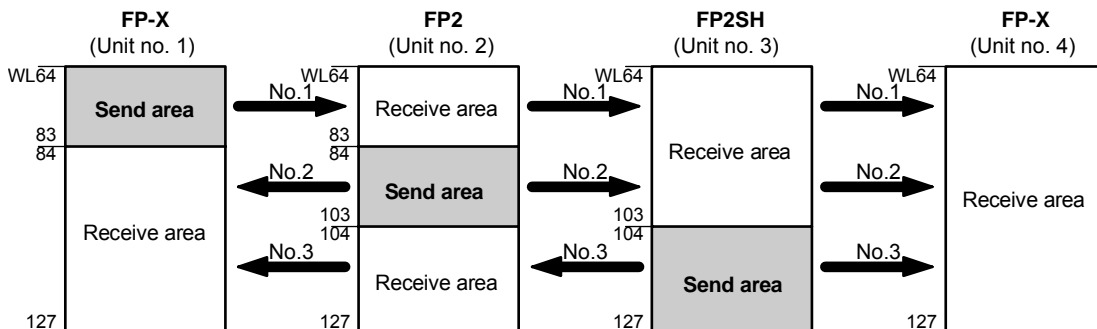 FP-X
(Unit no. 1)
FP2
(Unit no. 2)
FP2SH
(Unit no. 3)
FP-X
(Unit no. 4)
WL64
WL64
WL64
WL64
Send area
No.1
Receive area
No.1
Receive area
No.1
Receive area
83
84
83
84
No.2
Send area
No.2
No.2
Receive area
103
104
103
104
No.3
Receive area
No.3
Send area
No.3
127
127
127
127